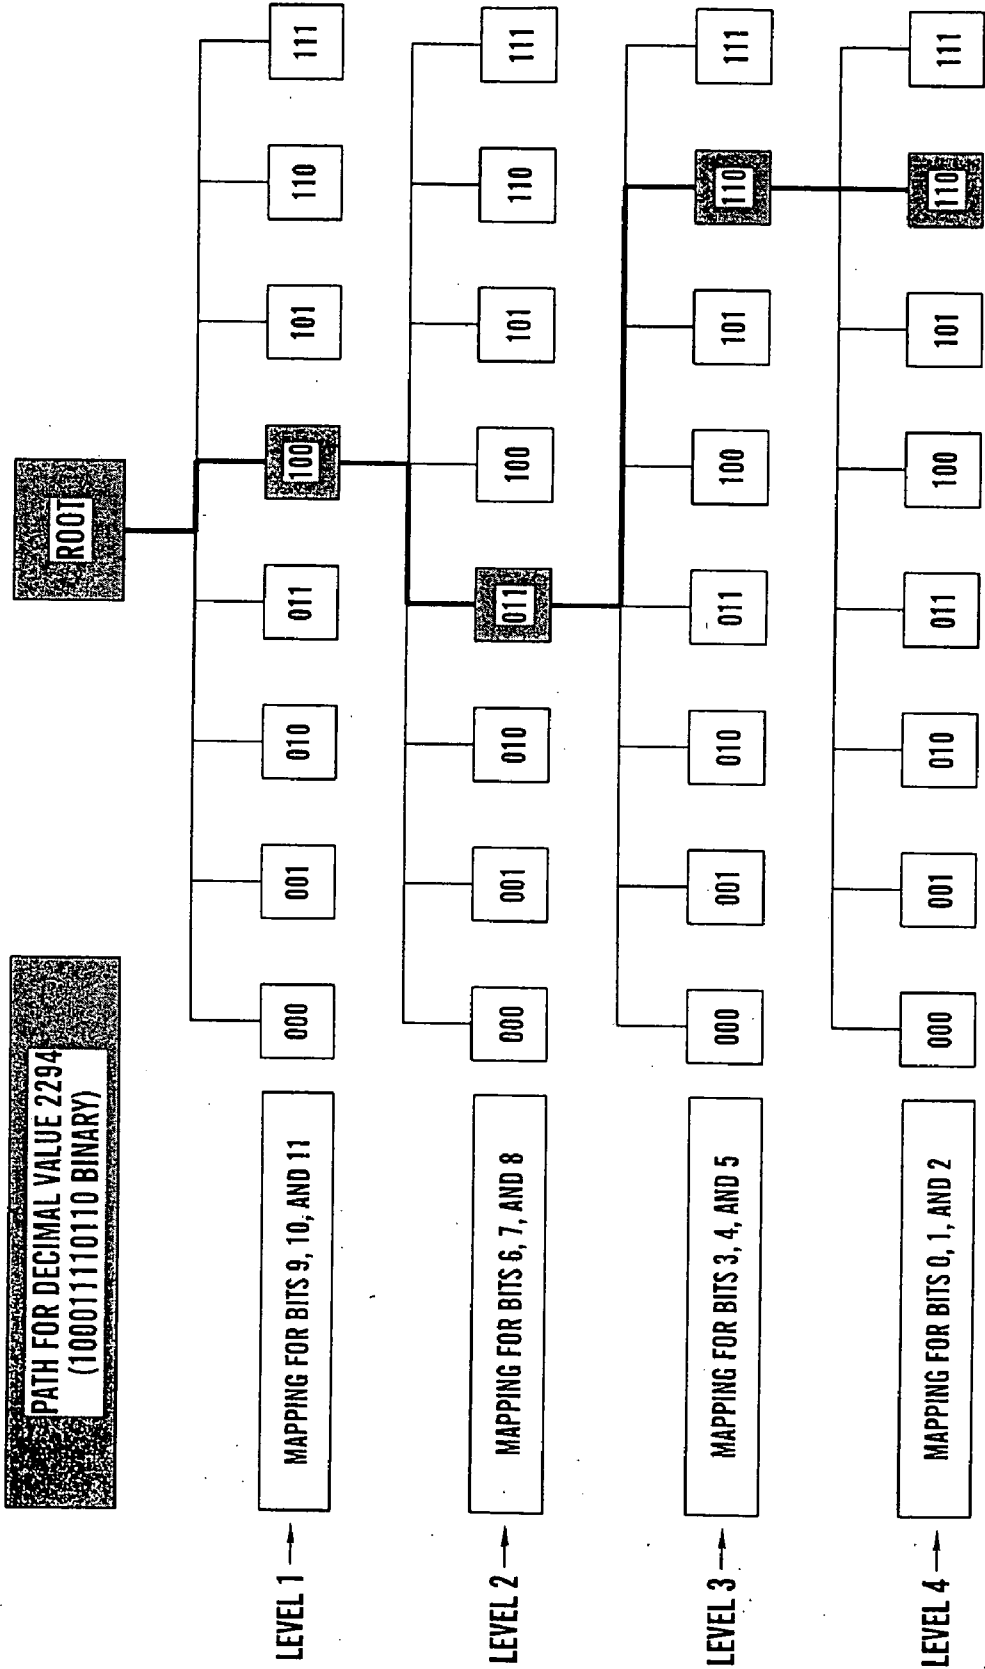 PATH FOR DECIMAL VALUE 2294
(100011110110 BINARY)
ROOT
LEVEL 1
MAPPING FOR BITS 9, 10, AND 11
000
001
010
011
100
101
110
111
LEVEL 2
MAPPING FOR BITS 6, 7, AND 8
000
001
010
011
100
101
110
111
LEVEL 3
MAPPING FOR BITS 3, 4, AND 5
000
001
010
011
100
101
110
111
LEVEL 4
MAPPING FOR BITS 0, 1, AND 2
000
001
010
011
100
101
110
111